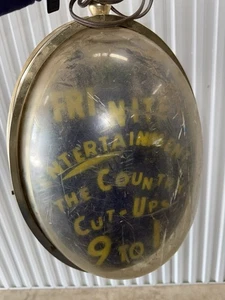 FRI. NITE
ENTERTAINMENT
THE COUNTRY
CUT-UPS
9 TO 1